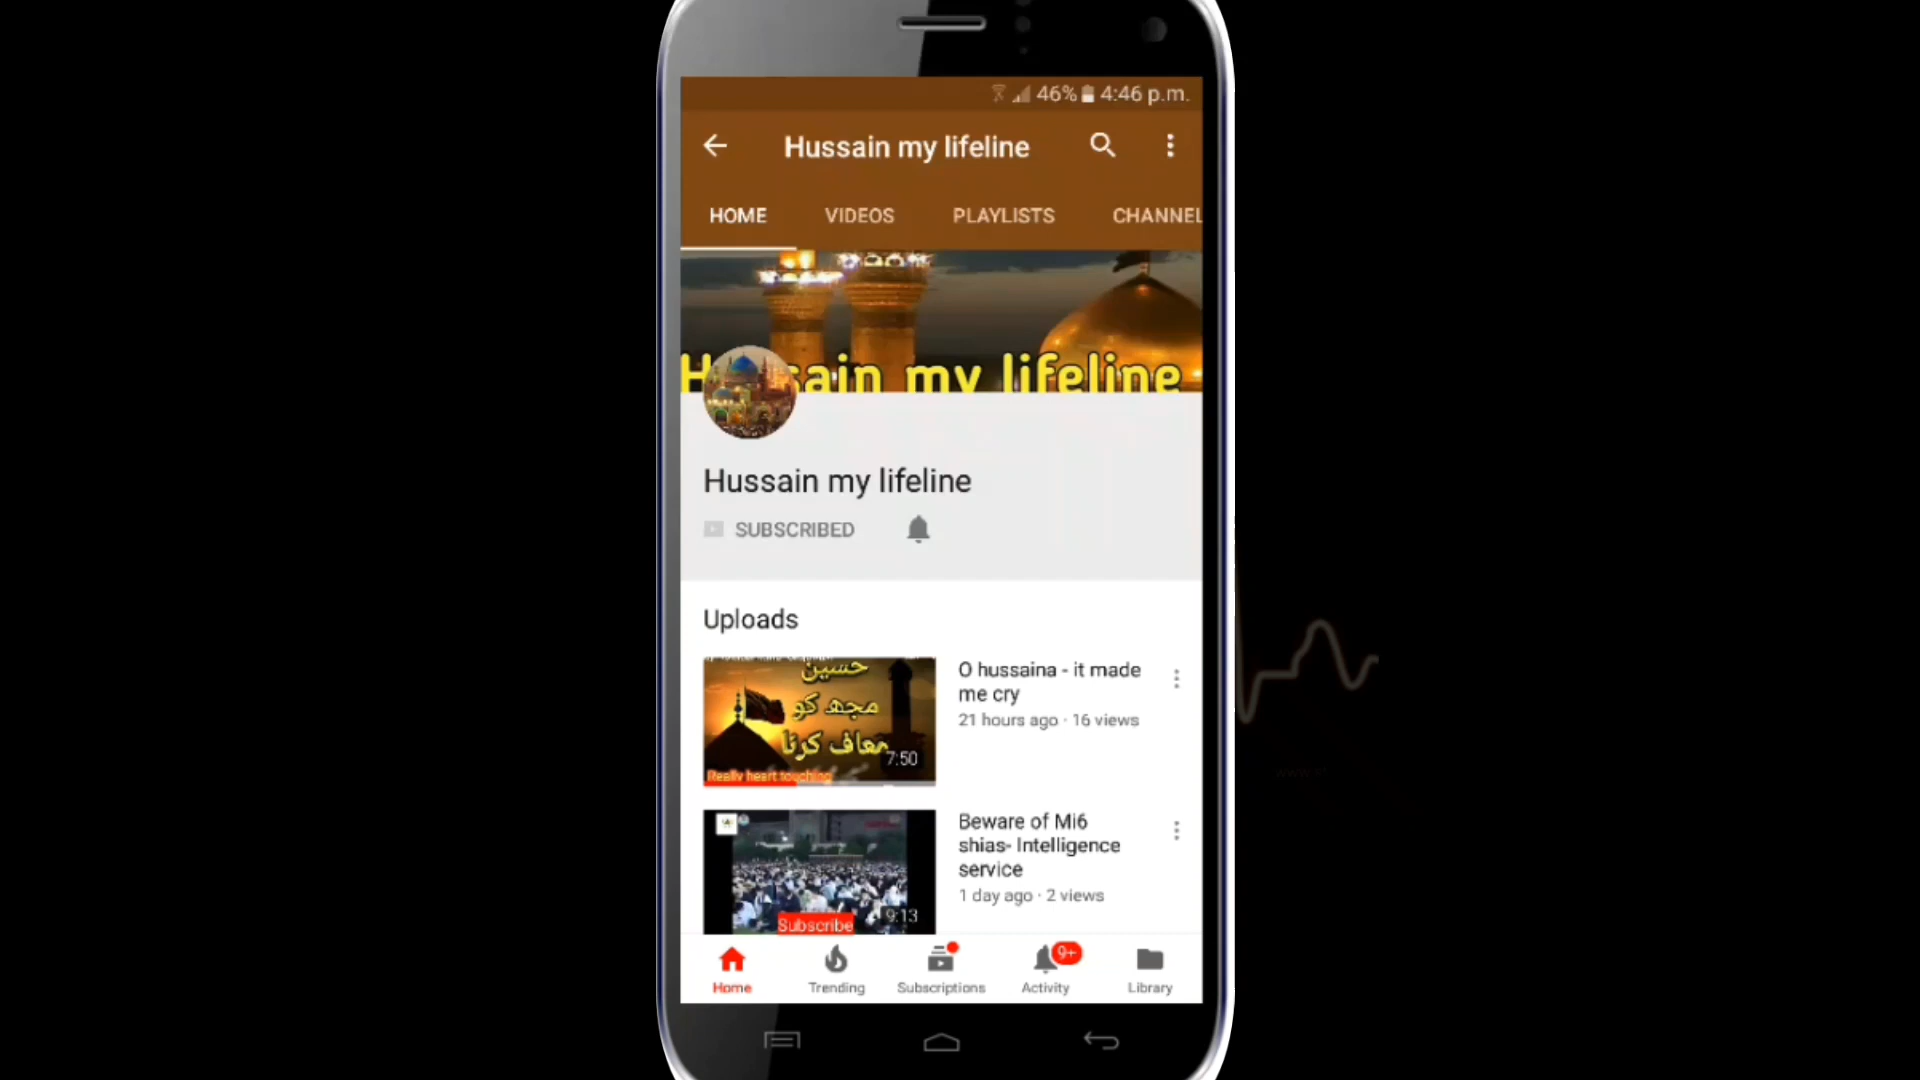 46% 4:46 p.m.
Hussain my lifeline
HOME VIDEOS PLAYLISTS CHANNEL
sain my lifeline
Hussain my lifeline
SUBSCRIBED
Uploads
حسین
مجھ کو
معاف کرنا
7:50
Really heart touching
O hussaina - it made
me cry
21 hours ago · 16 views
Subscribe
9:13
Beware of Mi6
shias- Intelligence
service
1 day ago · 2 views
9+
Home Trending Subscriptions Activity Library